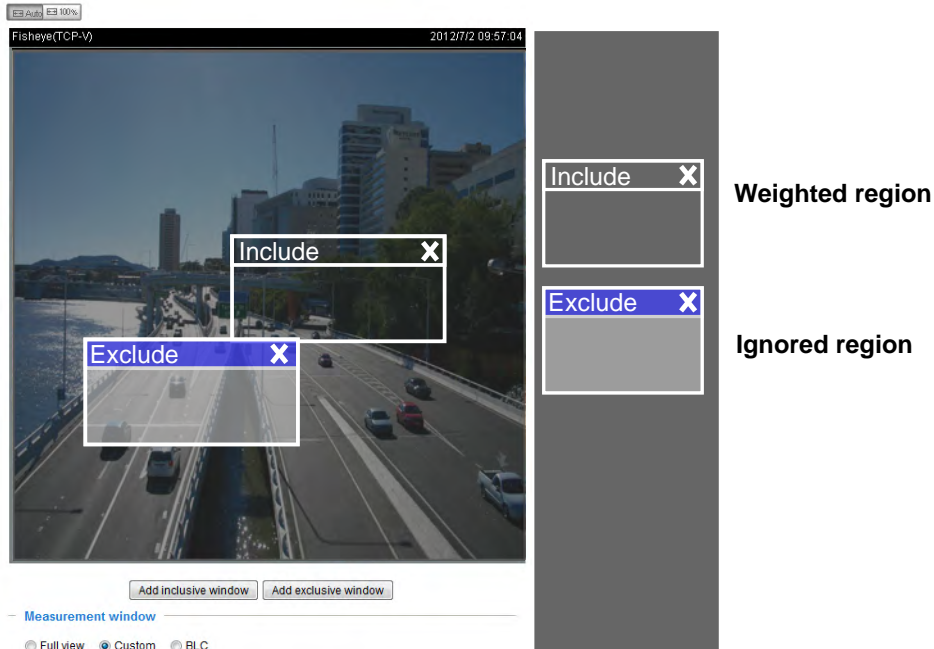 Auto 100%
Fisheye(TCP-V) 2012/7/2 09:57:04
Include
Weighted region
Include
Exclude
Ignored region
Exclude
Add inclusive window Add exclusive window
Measurement window
Full view Custom BLC